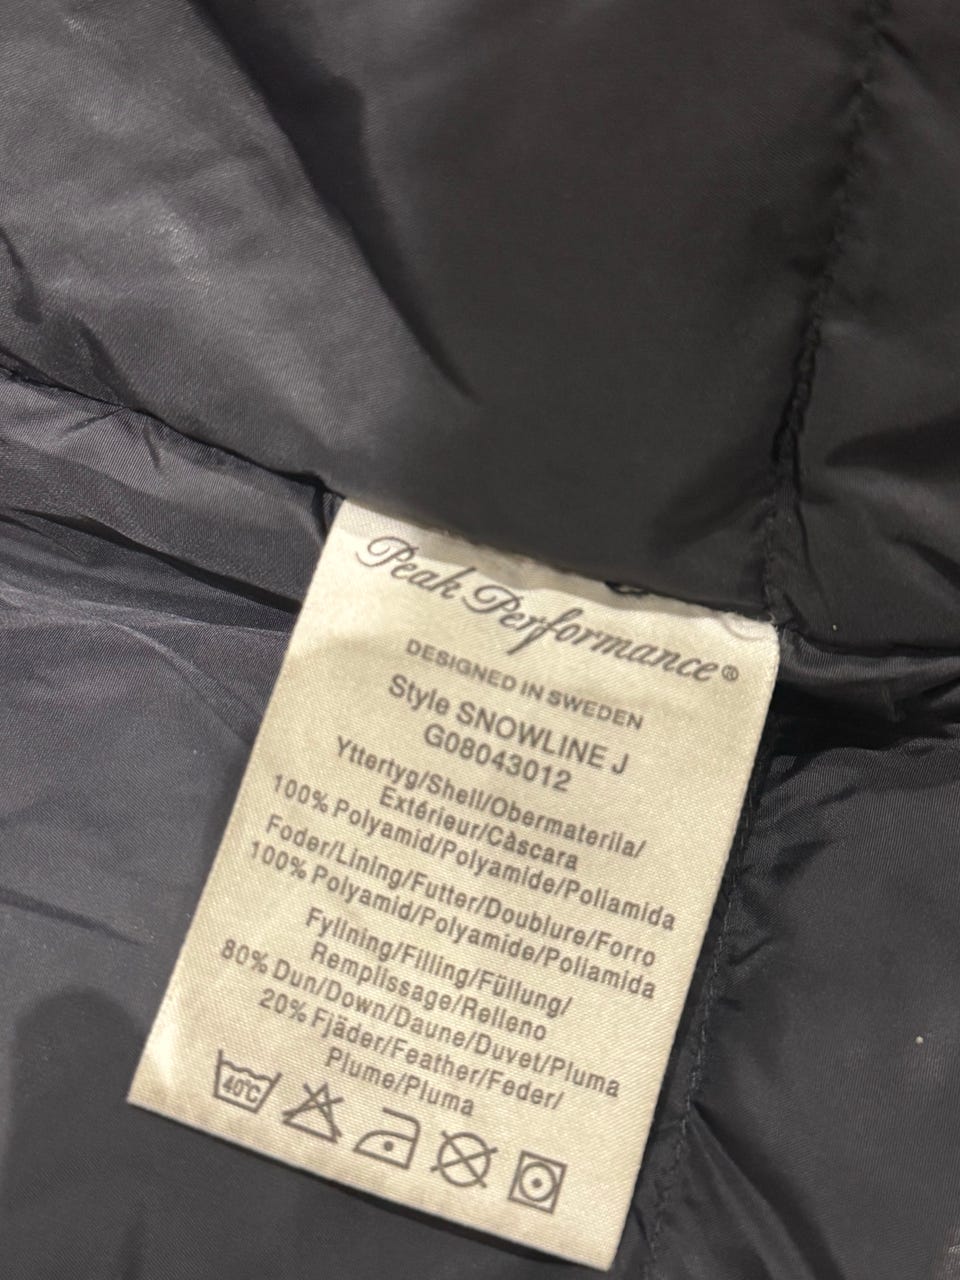 Peak Performance®
DESIGNED IN SWEDEN
Style SNOWLINE J
G08043012
Yttertyg/Shell/Obermaterila/
Extérieur/Càscara
100% Polyamid/Polyamide/Poliamida
Foder/Lining/Futter/Doublure/Forro
100% Polyamid/Polyamide/Poliamida
Fyllning/Filling/Füllung/
Remplissage/Relleno
80% Dun/Down/Daune/Duvet/Pluma
20% Fjäder/Feather/Feder/
Plume/Pluma
40°C